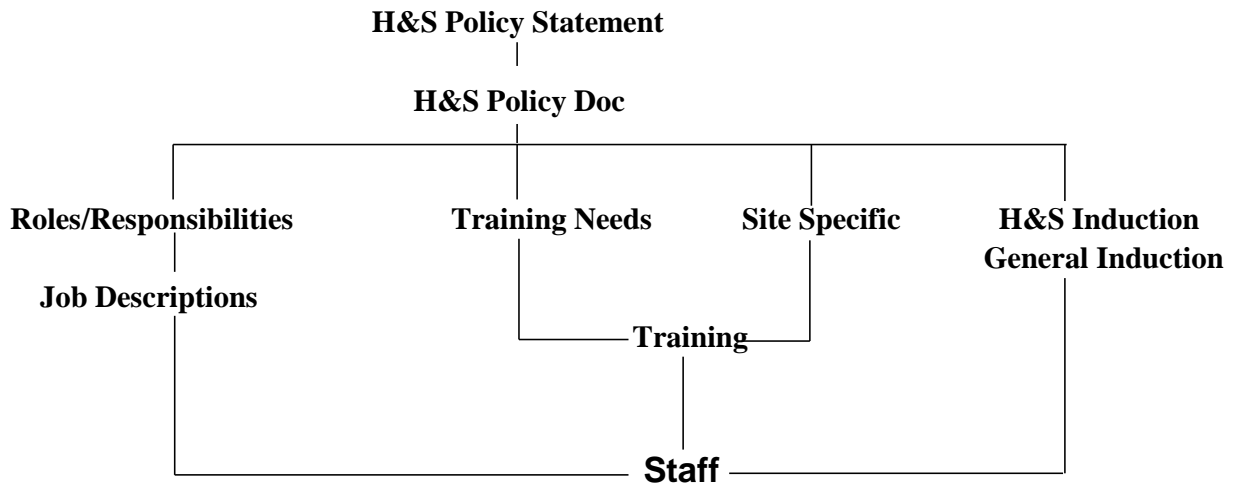 H&S Policy Statement
H&S Policy Doc
Roles/Responsibilities
Training Needs
Site Specific
H&S Induction
General Induction
Job Descriptions
Training
Staff